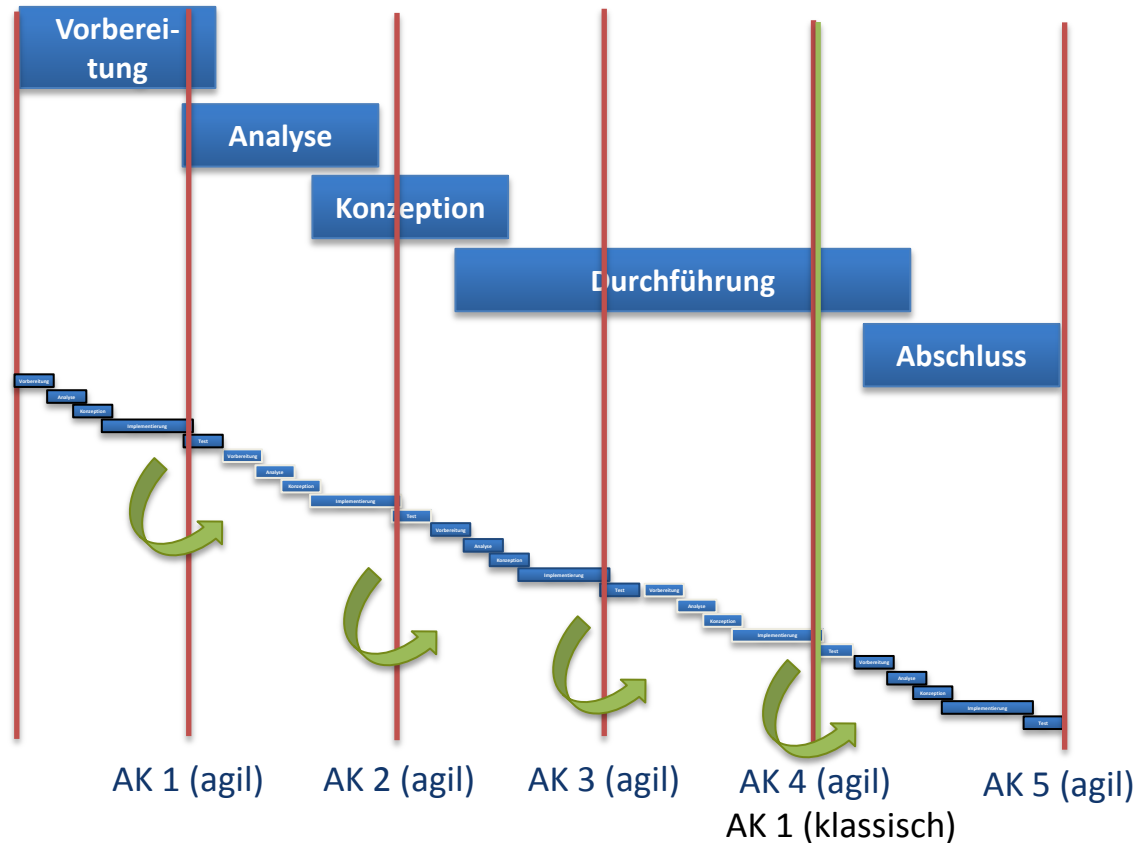 Vorberei-
tung
Analyse
Konzeption
Durchführung
Abschluss
Vorbereitung
Analyse
Konzeption
Implementierung
Test
Vorbereitung
Analyse
Konzeption
Implementierung
Test
Vorbereitung
Analyse
Konzeption
Implementierung
Test
Vorbereitung
Analyse
Konzeption
Implementierung
Test
Vorbereitung
Analyse
Konzeption
Implementierung
Test
AK 1 (agil)
AK 2 (agil)
AK 3 (agil)
AK 4 (agil)
AK 5 (agil)
AK 1 (klassisch)